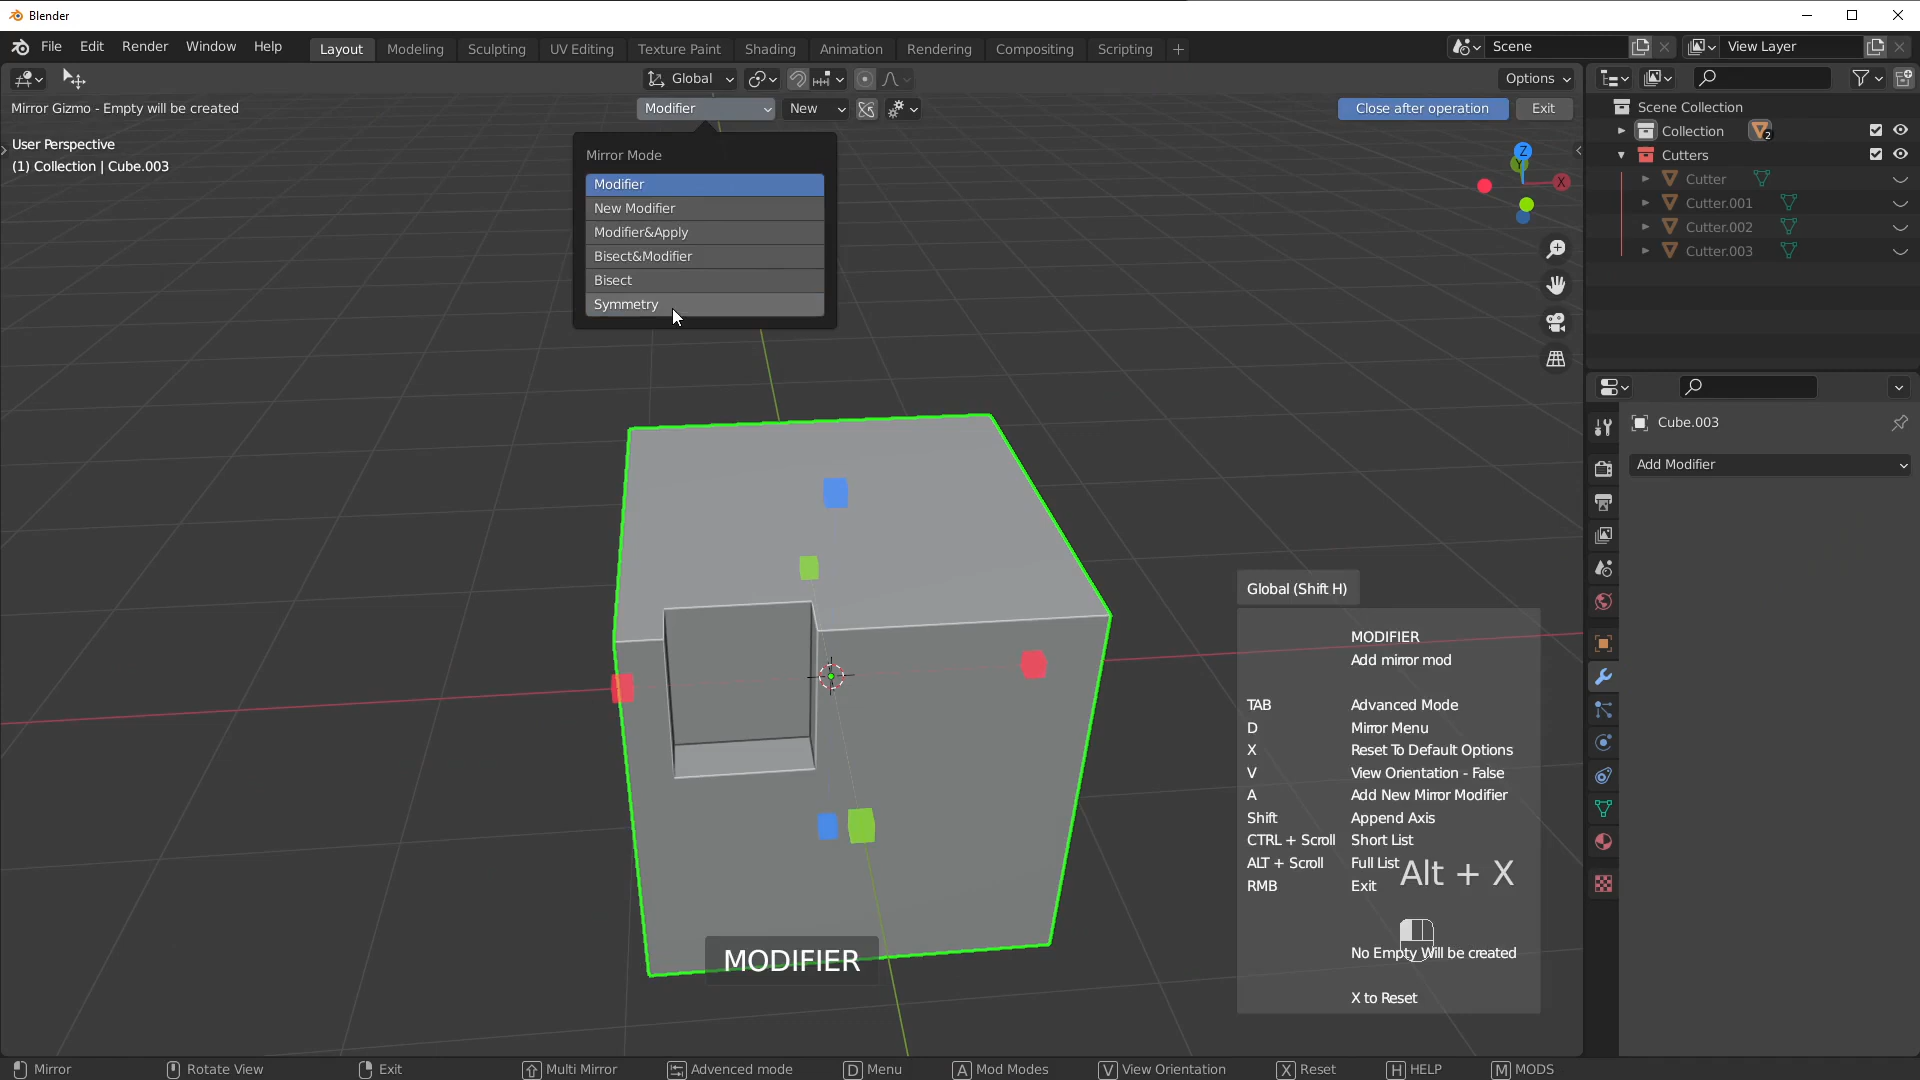 Blender
File Edit Render Window Help
Layout Modeling Sculpting UV Editing Texture Paint Shading Animation Rendering Compositing Scripting +
Scene
View Layer
Global
Options
Mirror Gizmo - Empty will be created
Modifier
New
Close after operation
Exit
User Perspective
(1) Collection | Cube.003
Mirror Mode
Modifier
New Modifier
Modifier&Apply
Bisect&Modifier
Bisect
Symmetry
Z
Y
X
Scene Collection
Collection
2
Cutters
Cutter
Cutter.001
Cutter.002
Cutter.003
Cube.003
Add Modifier
Global (Shift H)
MODIFIER
Add mirror mod
TAB Advanced Mode
D Mirror Menu
X Reset To Default Options
V View Orientation - False
A Add New Mirror Modifier
Shift Append Axis
CTRL + Scroll Short List
ALT + Scroll Full List
RMB Exit
Alt + X
No Empty Will be created
X to Reset
MODIFIER
Mirror
Rotate View
Exit
Multi Mirror
Advanced mode
D Menu
A Mod Modes
V View Orientation
X Reset
H HELP
M MODS